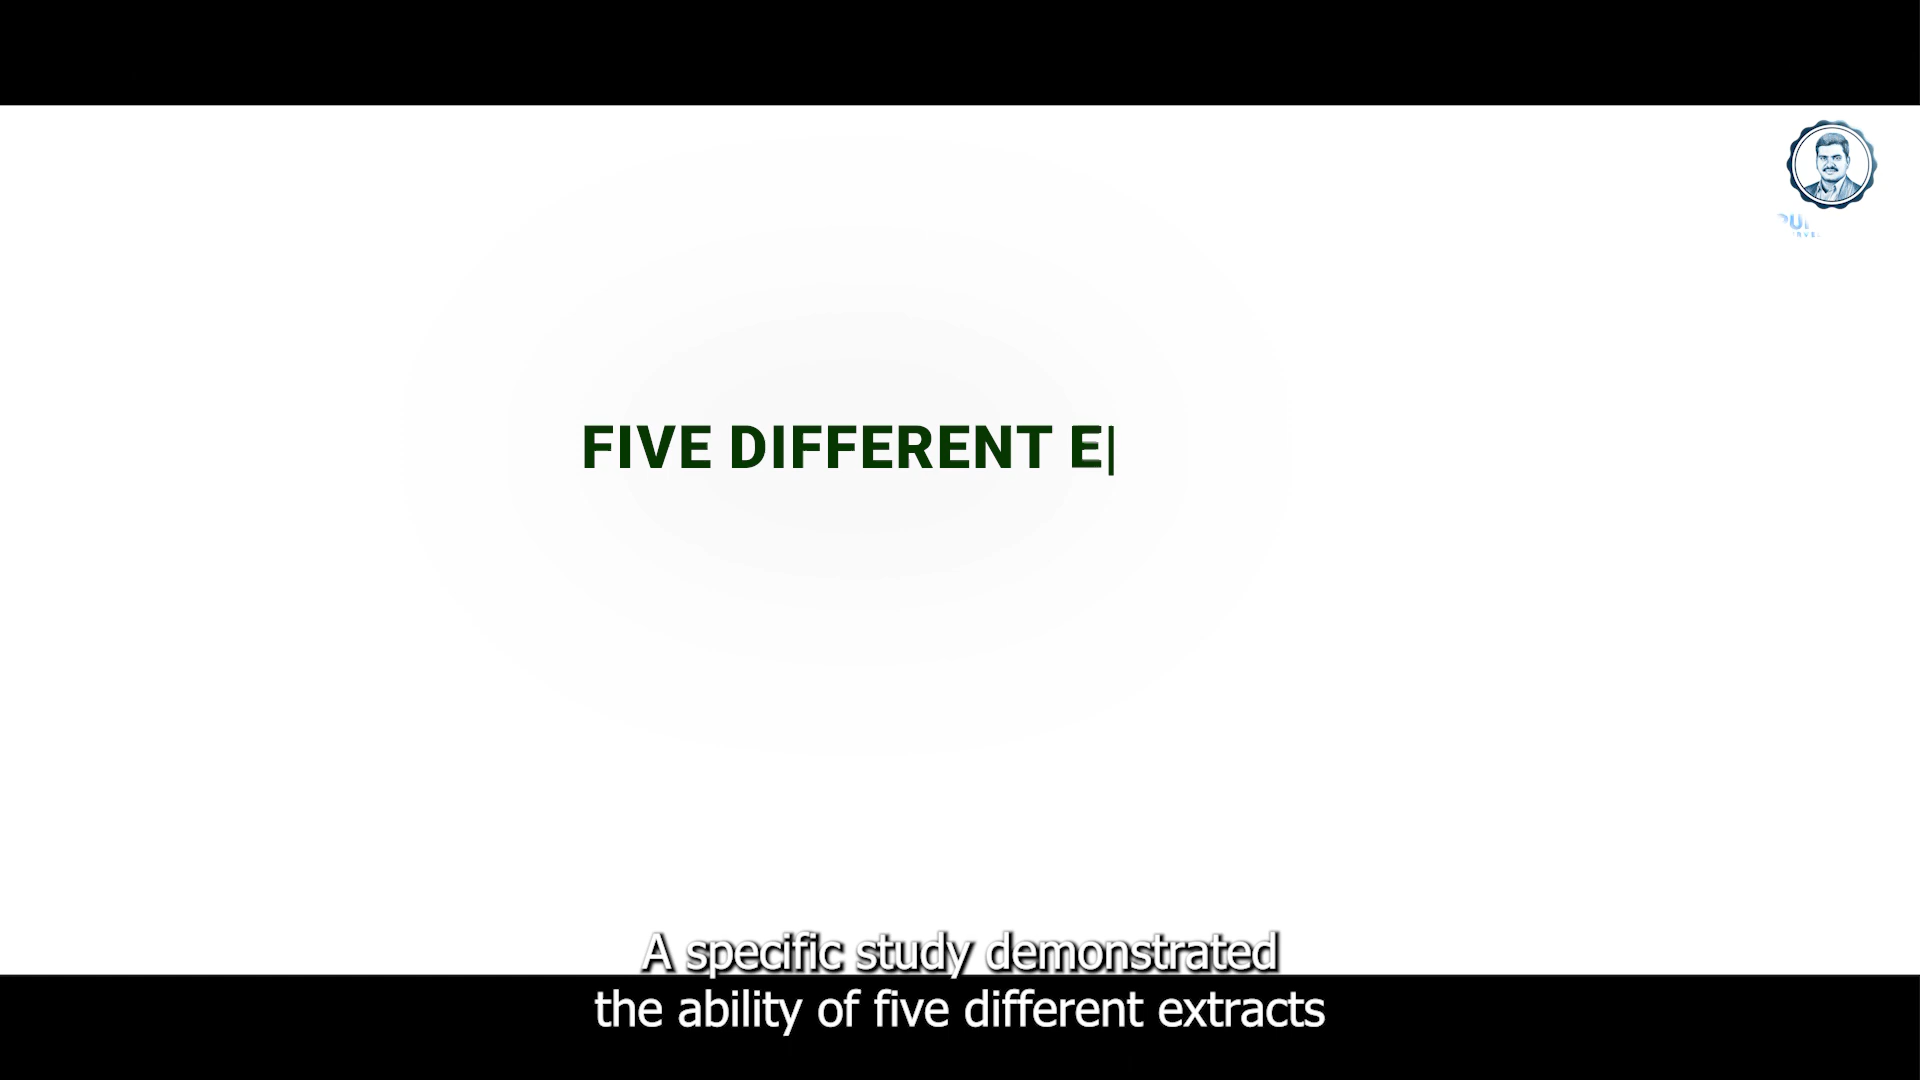 FIVE DIFFERENT E
A specific study demonstrated
the ability of five different extracts